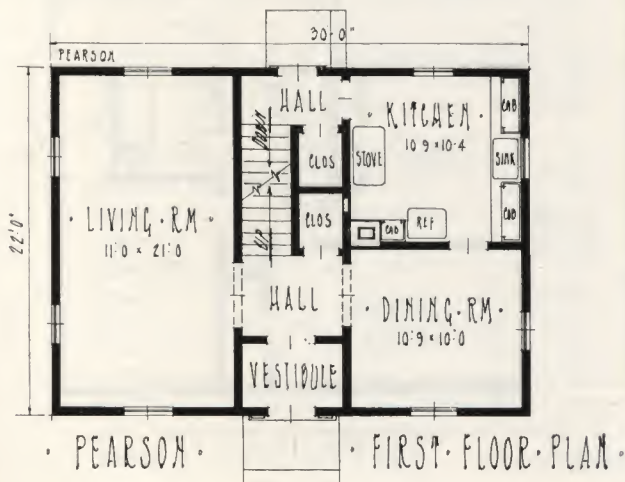 30'-0"
PEARSON
HALL
· KITCHEN ·
10-9 × 10-4
CAB
DOWN
CLOS
STOVE
SINK
22'-0"
· LIVING · RM ·
11-0 × 21-0
UP
CLOS
CAB
REF
CAB
HALL
· DINING · RM ·
10-9 × 10-0
VESTIBULE
· PEARSON · · FIRST · FLOOR · PLAN ·